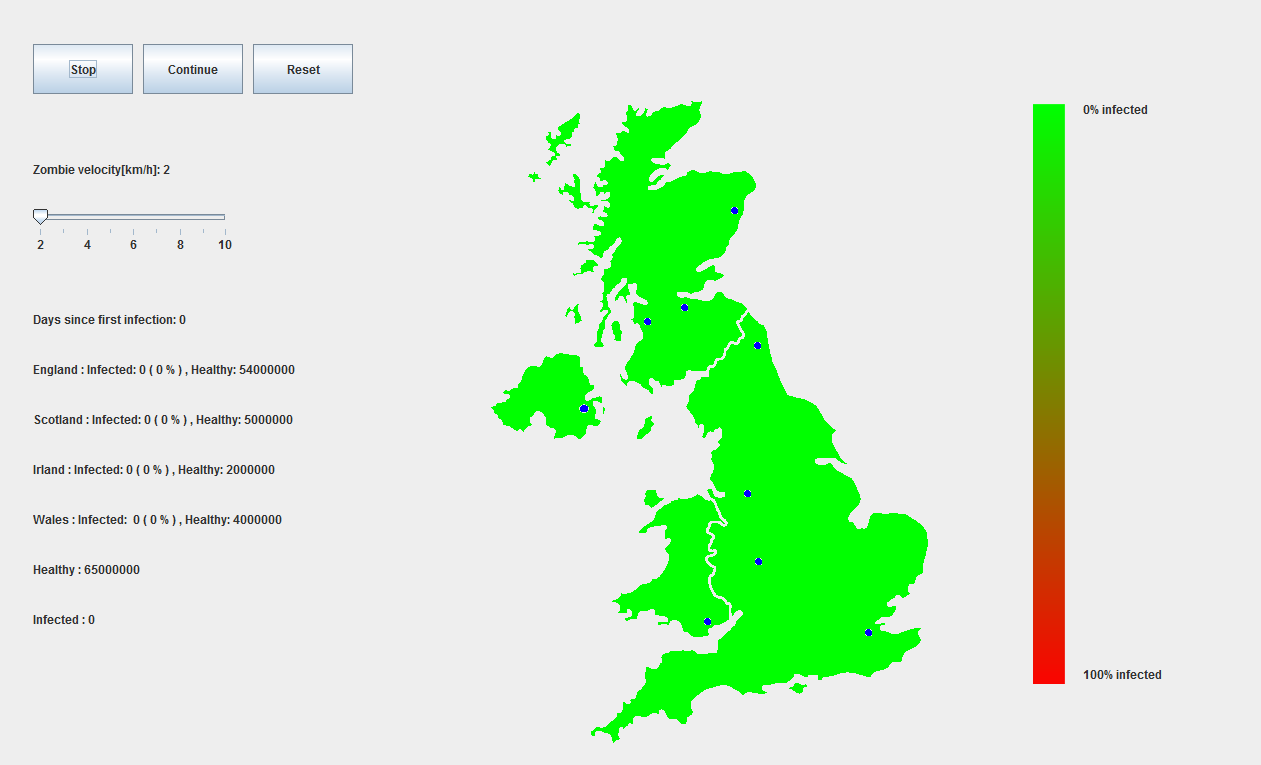 Stop Continue Reset
0% infected
Zombie velocity[km/h]: 2
2 4 6 8 10
Days since first infection: 0
England : Infected: 0 ( 0 % ) , Healthy: 54000000
Scotland : Infected: 0 ( 0 % ) , Healthy: 5000000
Irland : Infected: 0 ( 0 % ) , Healthy: 2000000
Wales : Infected:  0 ( 0 % ) , Healthy: 4000000
Healthy : 65000000
Infected : 0
100% infected